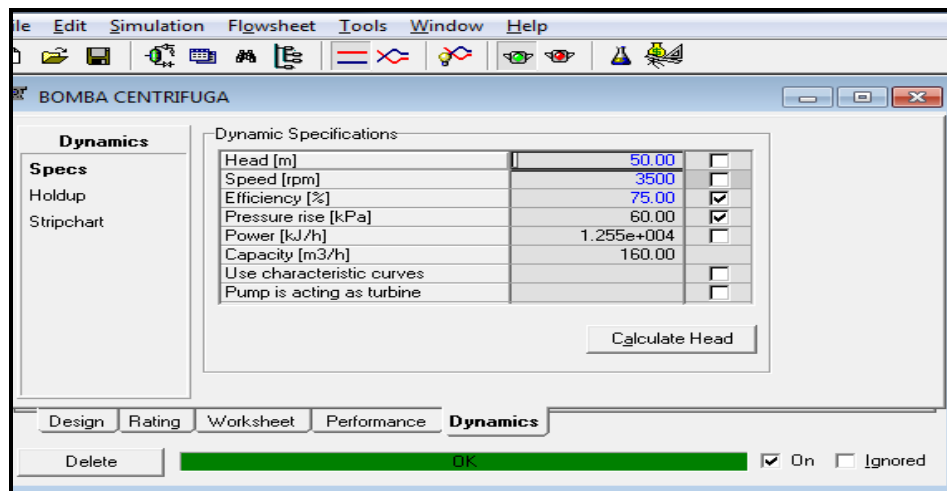 ile Edit Simulation Flowsheet Tools Window Help
BOMBA CENTRIFUGA
Dynamics
Specs
Holdup
Stripchart
Dynamic Specifications
Head [m] 50.00
Speed [rpm] 3500
Efficiency [%] 75.00
Pressure rise [kPa] 60.00
Power [kJ/h] 1.255e+004
Capacity [m3/h] 160.00
Use characteristic curves
Pump is acting as turbine
Calculate Head
Design Rating Worksheet Performance Dynamics
Delete OK On Ignored